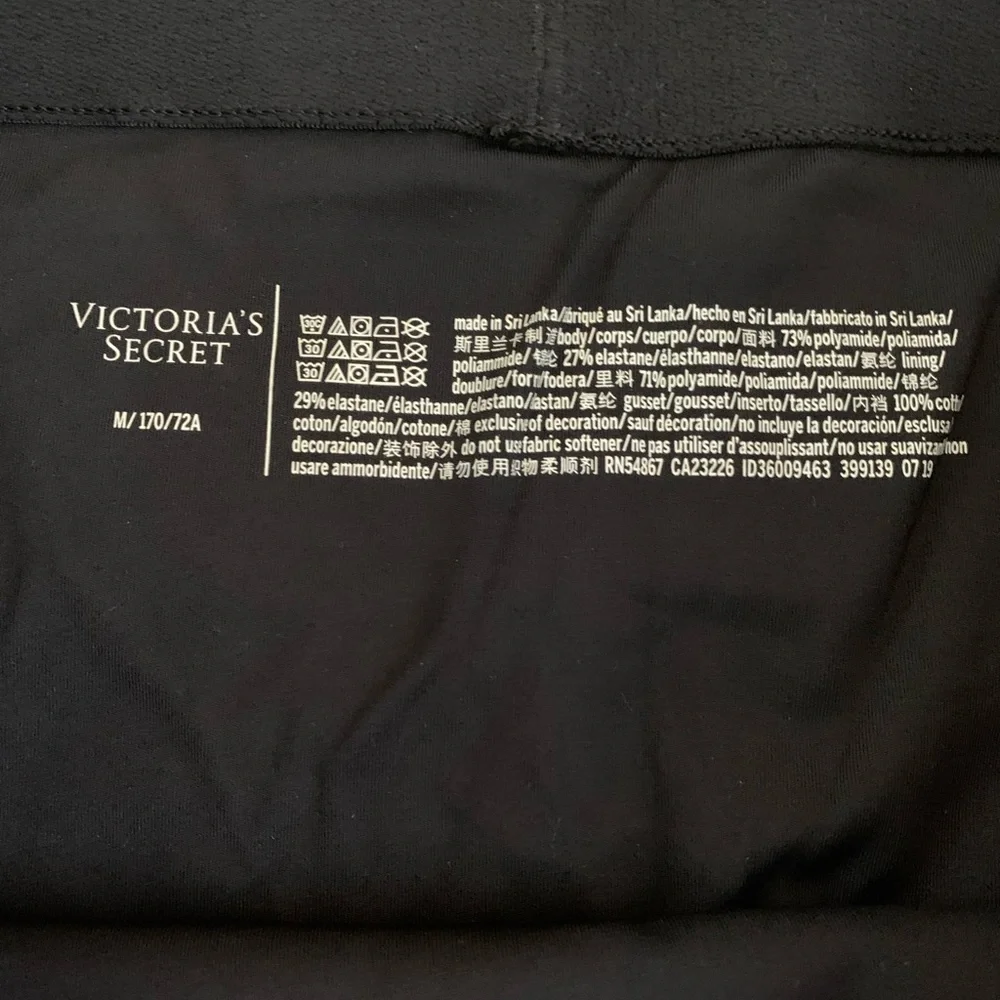 VICTORIA'S
SECRET
M/170/72A
made in Sri Lanka/fabriqué au Sri Lanka/hecho en Sri Lanka/fabbricato in Sri Lanka/
斯里兰卡制造 body/corps/cuerpo/corpo/面料 73% polyamide/poliamida/
poliammide/锦纶 27% elastane/élasthanne/elastano/elastan/氨纶 lining/
doublure/forro/fodera/里料 71% polyamide/poliamida/poliammide/锦纶
29% elastane/élasthanne/elastano/elastan/氨纶 gusset/gousset/inserto/tassello/内裆 100% cotton/
coton/algodón/cotone/棉 exclusive of decoration/sauf décoration/no incluye la decoración/esclusa
decorazione/装饰除外 do not use fabric softener/ne pas utiliser d'assouplissant/no usar suavizante/non
usare ammorbidente/请勿使用织物柔顺剂 RN54867 CA23226 ID36009463 399139 07 19